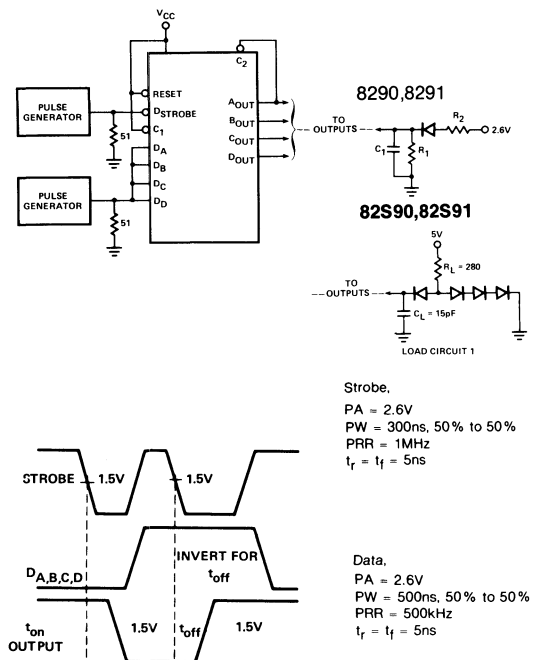 VCC
C2
RESET
DSTROBE
C1
DA
DB
DC
DD
AOUT
BOUT
COUT
DOUT
PULSE
GENERATOR
51
PULSE
GENERATOR
51
8290,8291
TO
OUTPUTS
R2
2.6V
C1
R1
82S90,82S91
5V
RL = 280
TO
OUTPUTS
CL = 15pF
LOAD CIRCUIT 1
Strobe,
PA = 2.6V
PW = 300ns, 50% to 50%
PRR = 1MHz
tr = tf = 5ns
STROBE
1.5V
1.5V
DA,B,C,D
INVERT FOR
toff
Data,
PA = 2.6V
PW = 500ns, 50% to 50%
PRR = 500kHz
tr = tf = 5ns
ton
OUTPUT
1.5V
toff
1.5V